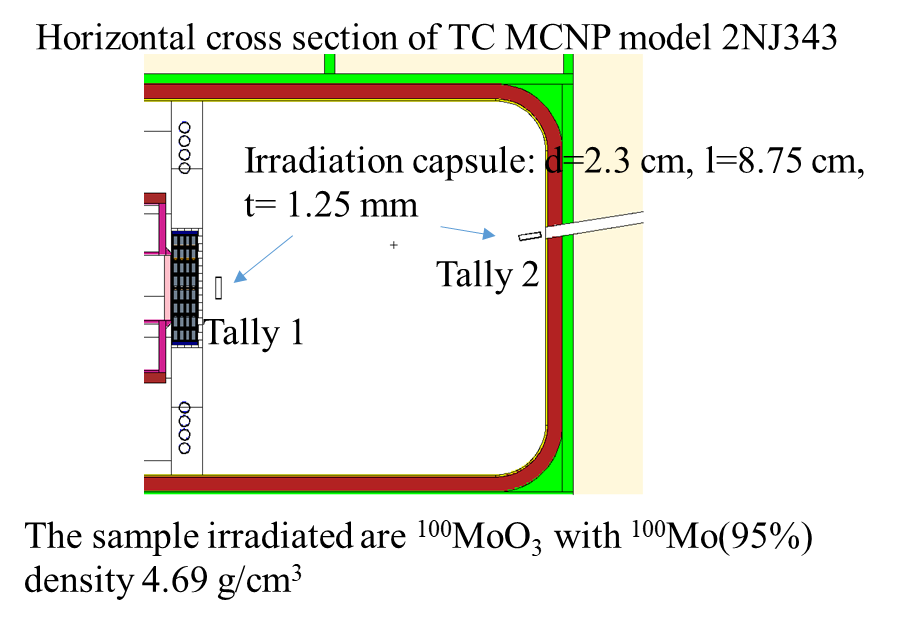 Horizontal cross section of TC MCNP model 2NJ343
Irradiation capsule: d=2.3 cm, l=8.75 cm,
t= 1.25 mm
Tally 2
Tally 1
The sample irradiated are ¹⁰⁰MoO₃ with ¹⁰⁰Mo(95%)
density 4.69 g/cm³